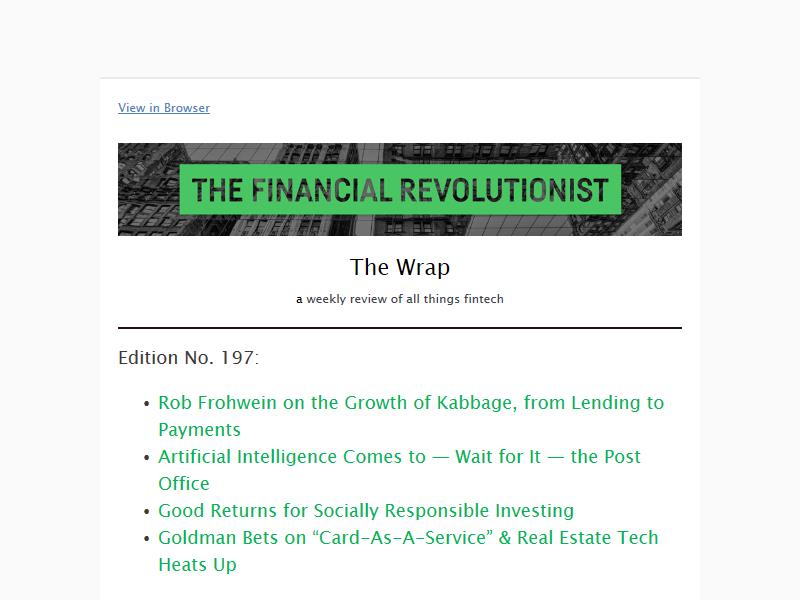 View in Browser
THE FINANCIAL REVOLUTIONIST
The Wrap
a weekly review of all things fintech
Edition No. 197:
• Rob Frohwein on the Growth of Kabbage, from Lending to
Payments
• Artificial Intelligence Comes to — Wait for It — the Post
Office
• Good Returns for Socially Responsible Investing
• Goldman Bets on “Card-As-A-Service” & Real Estate Tech
Heats Up